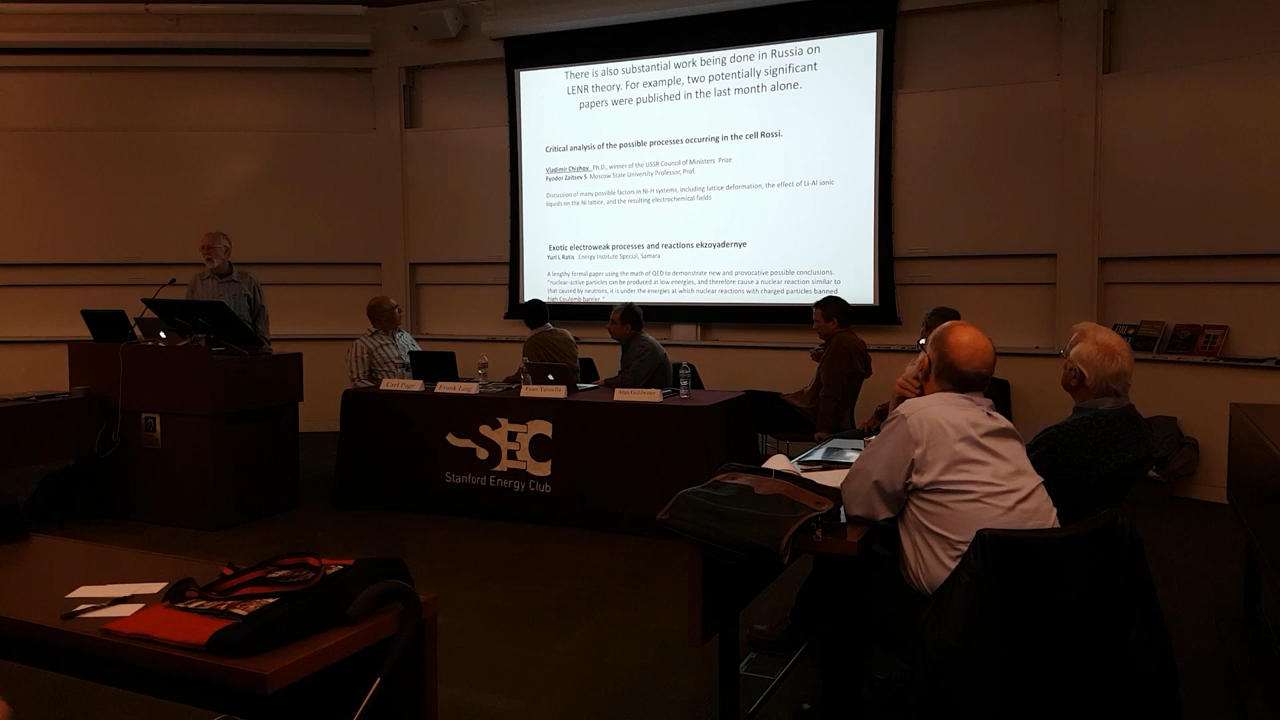 There is also substantial work being done in Russia on
LENR theory. For example, two potentially significant
papers were published in the last month alone.
Critical analysis of the possible processes occurring in the cell Rossi.
Vladimir Chizhov Ph.D., winner of the USSR Council of Ministers Prize
Fyodor Zaitsev S Moscow State University Professor, Prof.
Discussion of many possible factors in Ni-H systems, including lattice deformation, the effect of Li-Al ionic
liquids on the Ni lattice, and the resulting electrochemical fields
Exotic electroweak processes and reactions ekzoyadernye
Yuri L Ratis Energy Institute Special, Samara
A lengthy formal paper using the math of QED to demonstrate new and provocative possible conclusions.
"nuclear-active particles can be produced at low energies, and therefore cause a nuclear reaction similar to
that caused by neutrons, it is under the energies at which nuclear reactions with charged particles banned
high Coulomb barrier. "
Carl Page
Frank Ling
Fran Tanzella
SEC
Stanford Energy Club